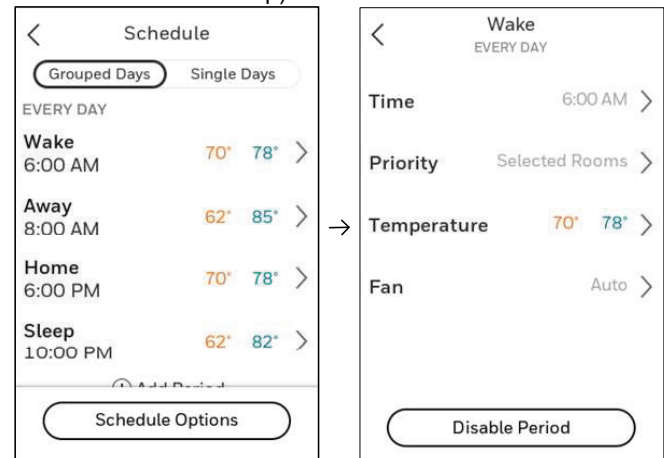 Schedule
Grouped Days Single Days
EVERY DAY
Wake
6:00 AM 70° 78°
Away
8:00 AM 62° 85°
Home
6:00 PM 70° 78°
Sleep
10:00 PM 62° 82°
Add Period
Schedule Options
Wake
EVERY DAY
Time 6:00 AM
Priority Selected Rooms
Temperature 70° 78°
Fan Auto
Disable Period